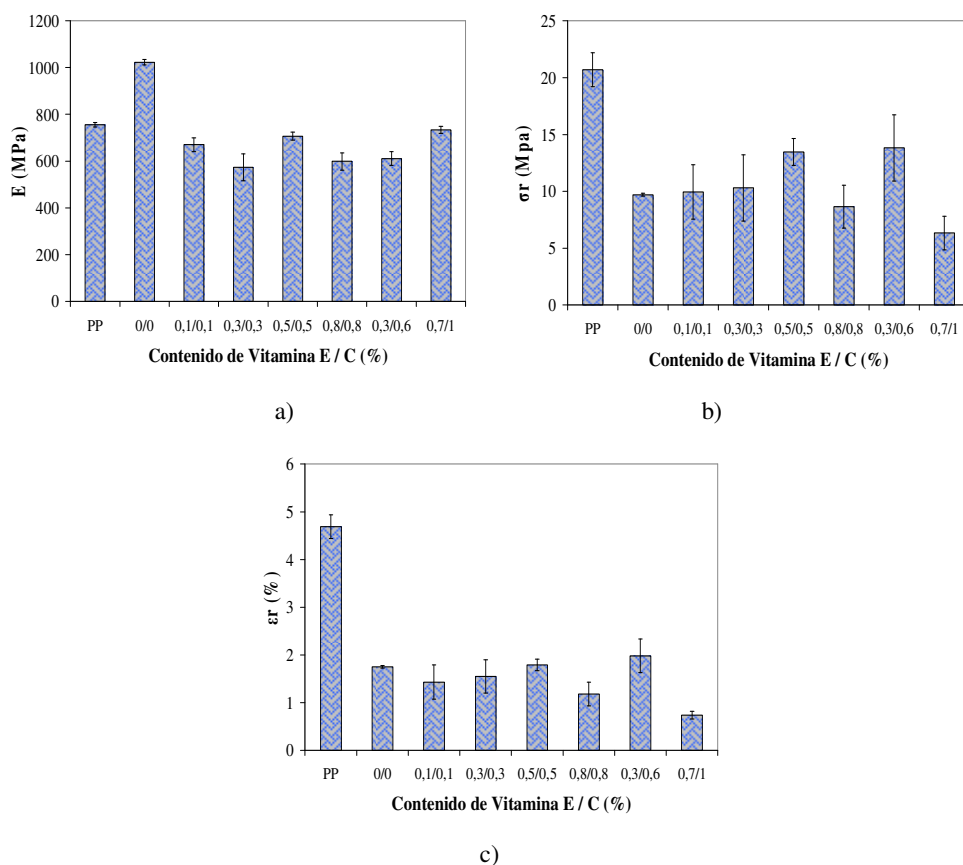 1200
1000
800
600
400
200
0
E (MPa)
PP 0/0 0,1/0,1 0,3/0,3 0,5/0,5 0,8/0,8 0,3/0,6 0,7/1
Contenido de Vitamina E / C (%)
a)
25
20
15
10
5
0
σr (Mpa)
PP 0/0 0,1/0,1 0,3/0,3 0,5/0,5 0,8/0,8 0,3/0,6 0,7/1
Contenido de Vitamina E / C (%)
b)
6
5
4
3
2
1
0
εr (%)
PP 0/0 0,1/0,1 0,3/0,3 0,5/0,5 0,8/0,8 0,3/0,6 0,7/1
Contenido de Vitamina E / C (%)
c)